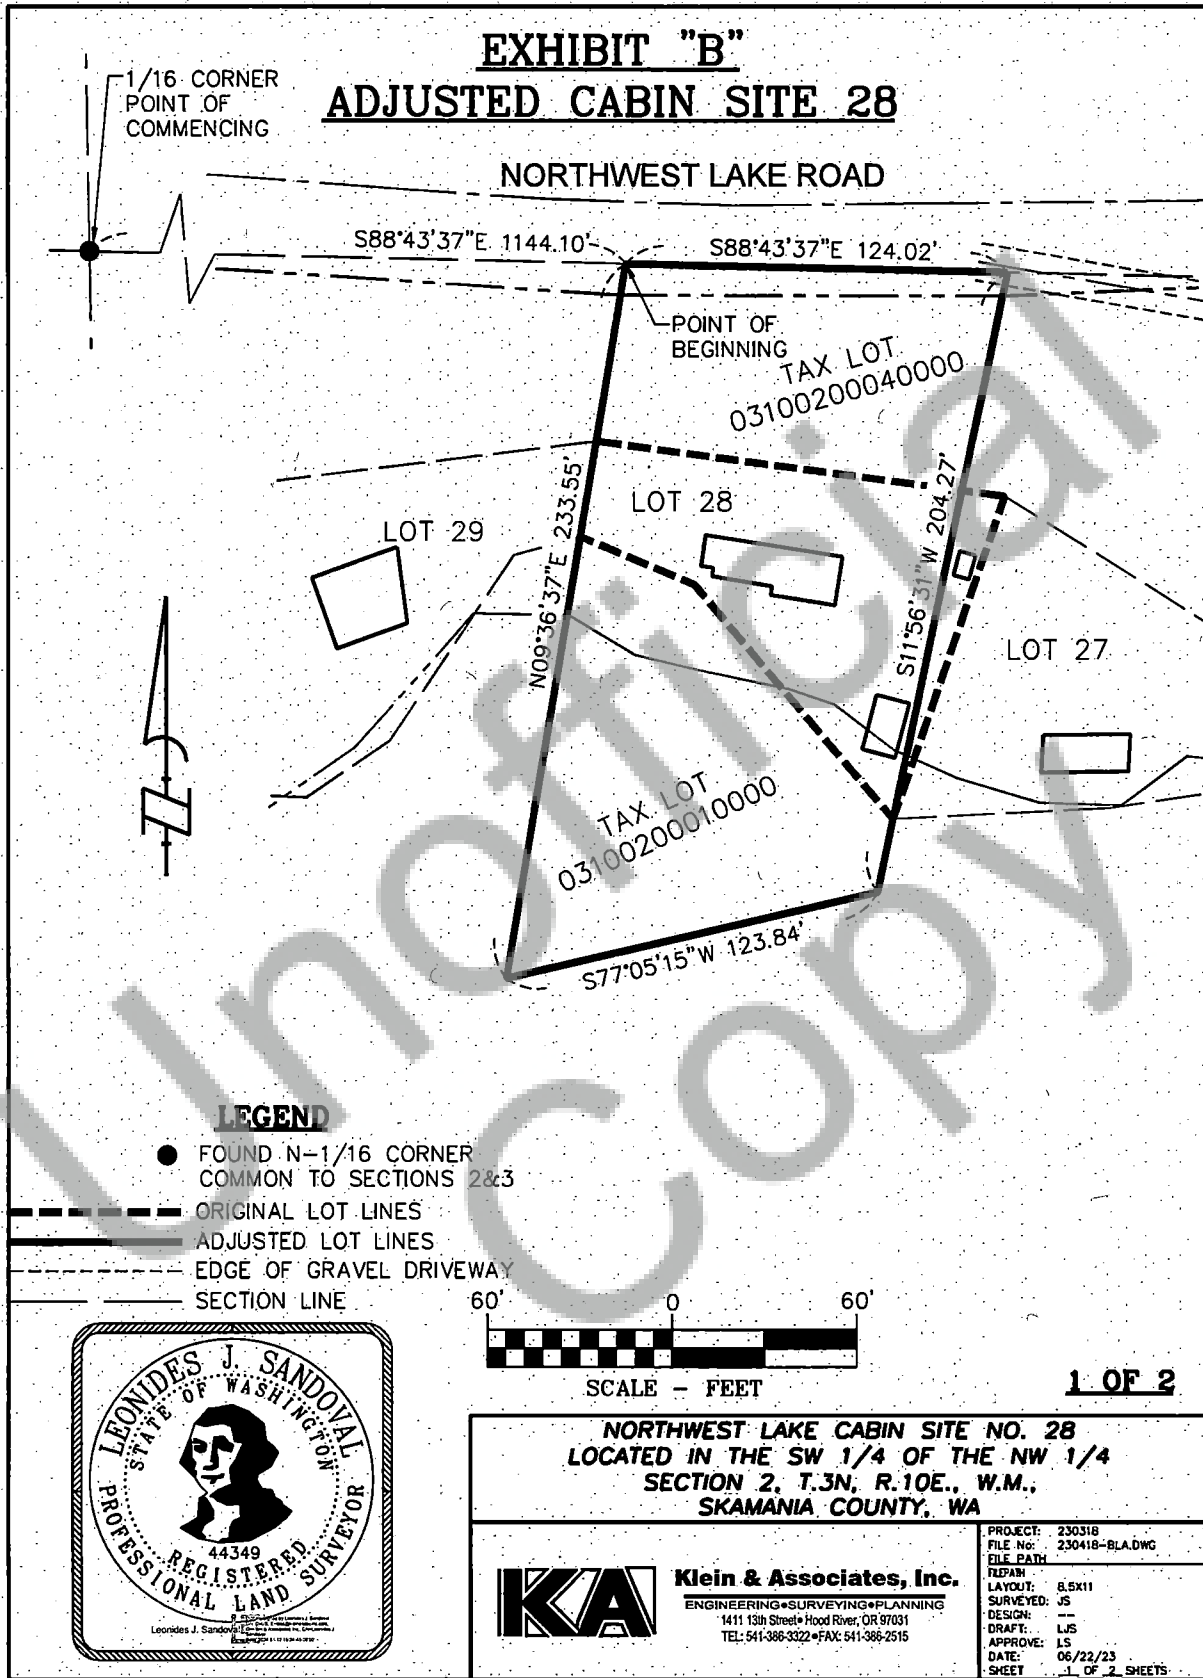 EXHIBIT "B"
ADJUSTED CABIN SITE 28
1/16 CORNER
POINT OF
COMMENCING
NORTHWEST LAKE ROAD
S88°43'37"E 1144.10'
S88°43'37"E 124.02'
POINT OF
BEGINNING
TAX LOT
03100200040000
LOT 29
LOT 28
N09°36'37"E 233.55'
S11°56'31"W 204.27'
LOT 27
TAX LOT
03100200010000
S77°05'15"W 123.84'
Unofficial
Copy
LEGEND
FOUND N-1/16 CORNER
COMMON TO SECTIONS 2&3
ORIGINAL LOT LINES
ADJUSTED LOT LINES
EDGE OF GRAVEL DRIVEWAY
SECTION LINE
60' 0 60'
SCALE - FEET
1 OF 2
LEONIDES J. SANDOVAL
STATE OF WASHINGTON
44349
REGISTERED
PROFESSIONAL LAND SURVEYOR
Leonides J. Sandoval
NORTHWEST LAKE CABIN SITE NO. 28
LOCATED IN THE SW 1/4 OF THE NW 1/4
SECTION 2, T.3N, R.10E., W.M.,
SKAMANIA COUNTY, WA
KA
Klein & Associates, Inc.
ENGINEERING•SURVEYING•PLANNING
1411 13th Street•Hood River, OR 97031
TEL: 541-386-3322•FAX: 541-386-2515
PROJECT: 230318
FILE No: 230418-BLA.DWG
FILE PATH
FILEPATH
LAYOUT: 8.5X11
SURVEYED: JS
DESIGN: --
DRAFT: LJS
APPROVE: LS
DATE: 06/22/23
SHEET 1 OF 2 SHEETS